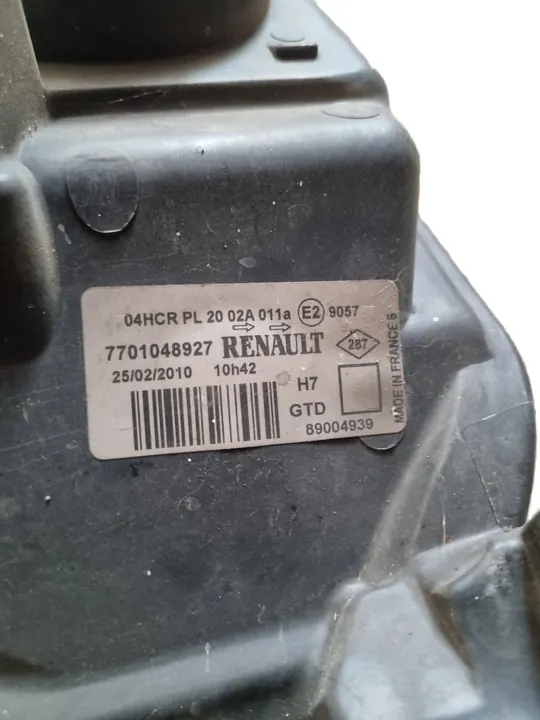 04HCR PL 20 02A 011a E2 9057
7701048927 RENAULT 287
25/02/2010 10h42
H7
GTD
89004939
MADE IN FRANCE 5